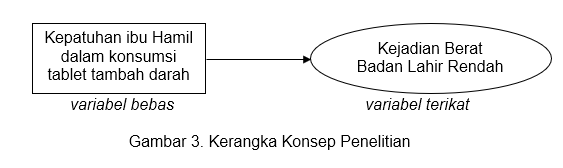 Kepatuhan ibu Hamil
dalam konsumsi
tablet tambah darah
variabel bebas
Kejadian Berat
Badan Lahir Rendah
variabel terikat
Gambar 3. Kerangka Konsep Penelitian